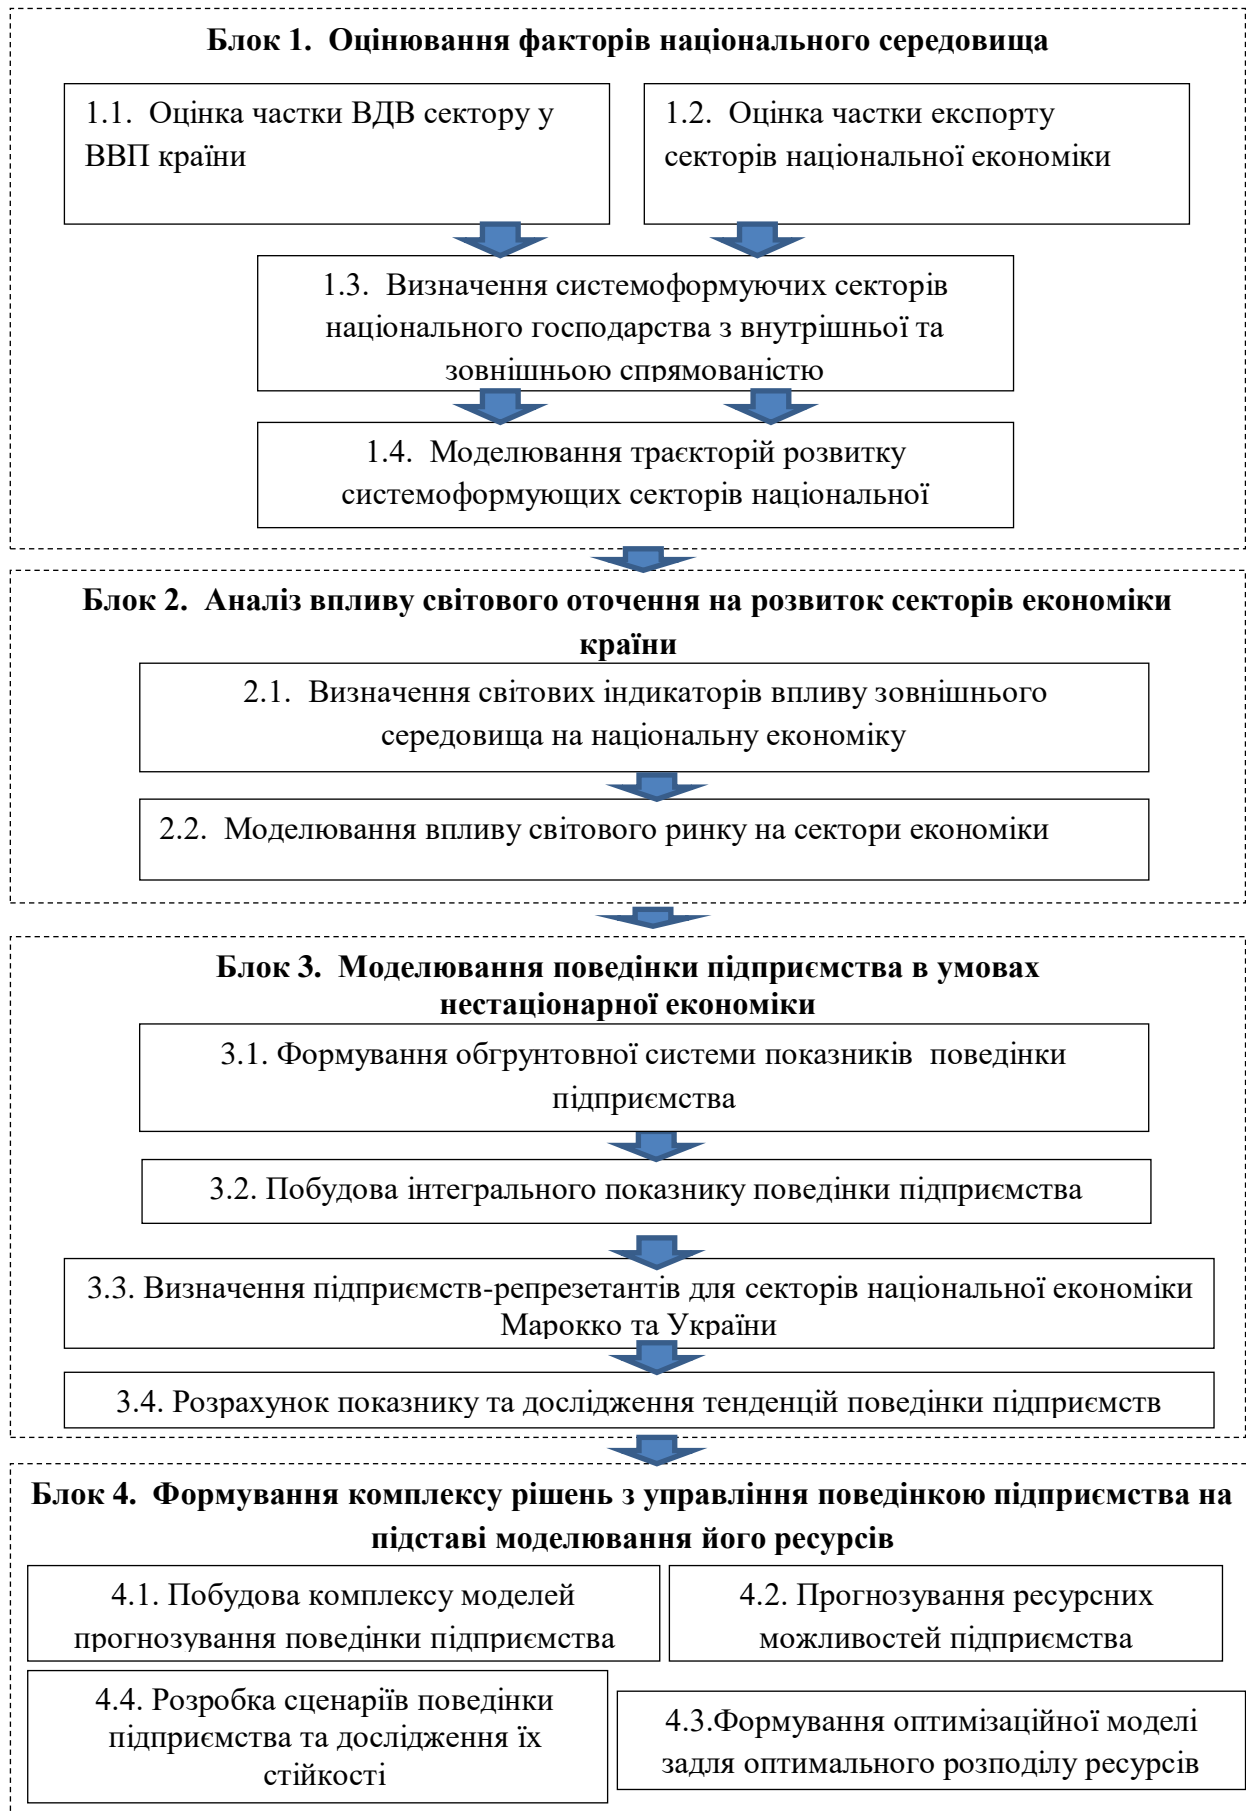 Блок 1. Оцінювання факторів національного середовища
1.1. Оцінка частки ВДВ сектору у
ВВП країни
1.2. Оцінка частки експорту
секторів національної економіки
1.3. Визначення системоформуючих секторів
національного господарства з внутрішньої та
зовнішньою спрямованістю
1.4. Моделювання траєкторій розвитку
системоформующих секторів національної
Блок 2. Аналіз впливу світового оточення на розвиток секторів економіки
країни
2.1. Визначення світових індикаторів впливу зовнішнього
середовища на національну економіку
2.2. Моделювання впливу світового ринку на сектори економіки
Блок 3. Моделювання поведінки підприємства в умовах
нестаціонарної економіки
3.1. Формування обгрунтовної системи показників поведінки
підприємства
3.2. Побудова інтегрального показнику поведінки підприємства
3.3. Визначення підприємств-репрезетантів для секторів національної економіки
Марокко та України
3.4. Розрахунок показнику та дослідження тенденцій поведінки підприємств
Блок 4. Формування комплексу рішень з управління поведінкою підприємства на
підставі моделювання його ресурсів
4.1. Побудова комплексу моделей
прогнозування поведінки підприємства
4.2. Прогнозування ресурсних
можливостей підприємства
4.4. Розробка сценаріїв поведінки
підприємства та дослідження їх
стійкості
4.3.Формування оптимізаційної моделі
задля оптимального розподілу ресурсів